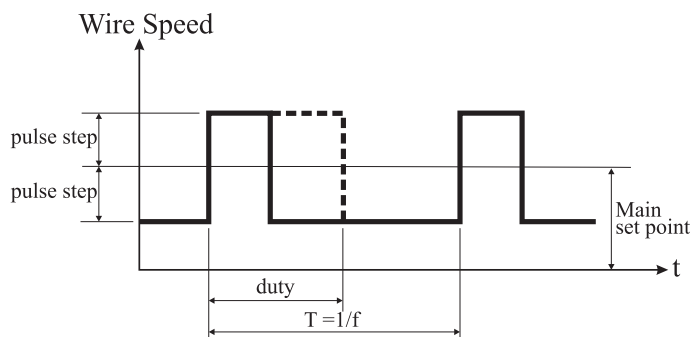 Wire Speed
pulse step
pulse step
Main
set point
t
duty
T =1/f